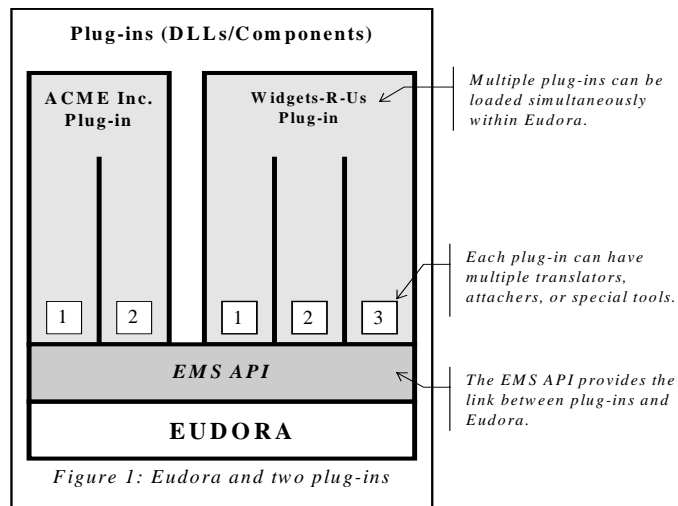 Plug-ins (DLLs/Components)
ACME Inc.
Plug-in
Widgets-R-Us
Plug-in
Multiple plug-ins can be
loaded simultaneously
within Eudora.
Each plug-in can have
multiple translators,
attachers, or special tools.
1
2
1
2
3
EMS API
The EMS API provides the
link between plug-ins and
Eudora.
EUDORA
Figure 1: Eudora and two plug-ins